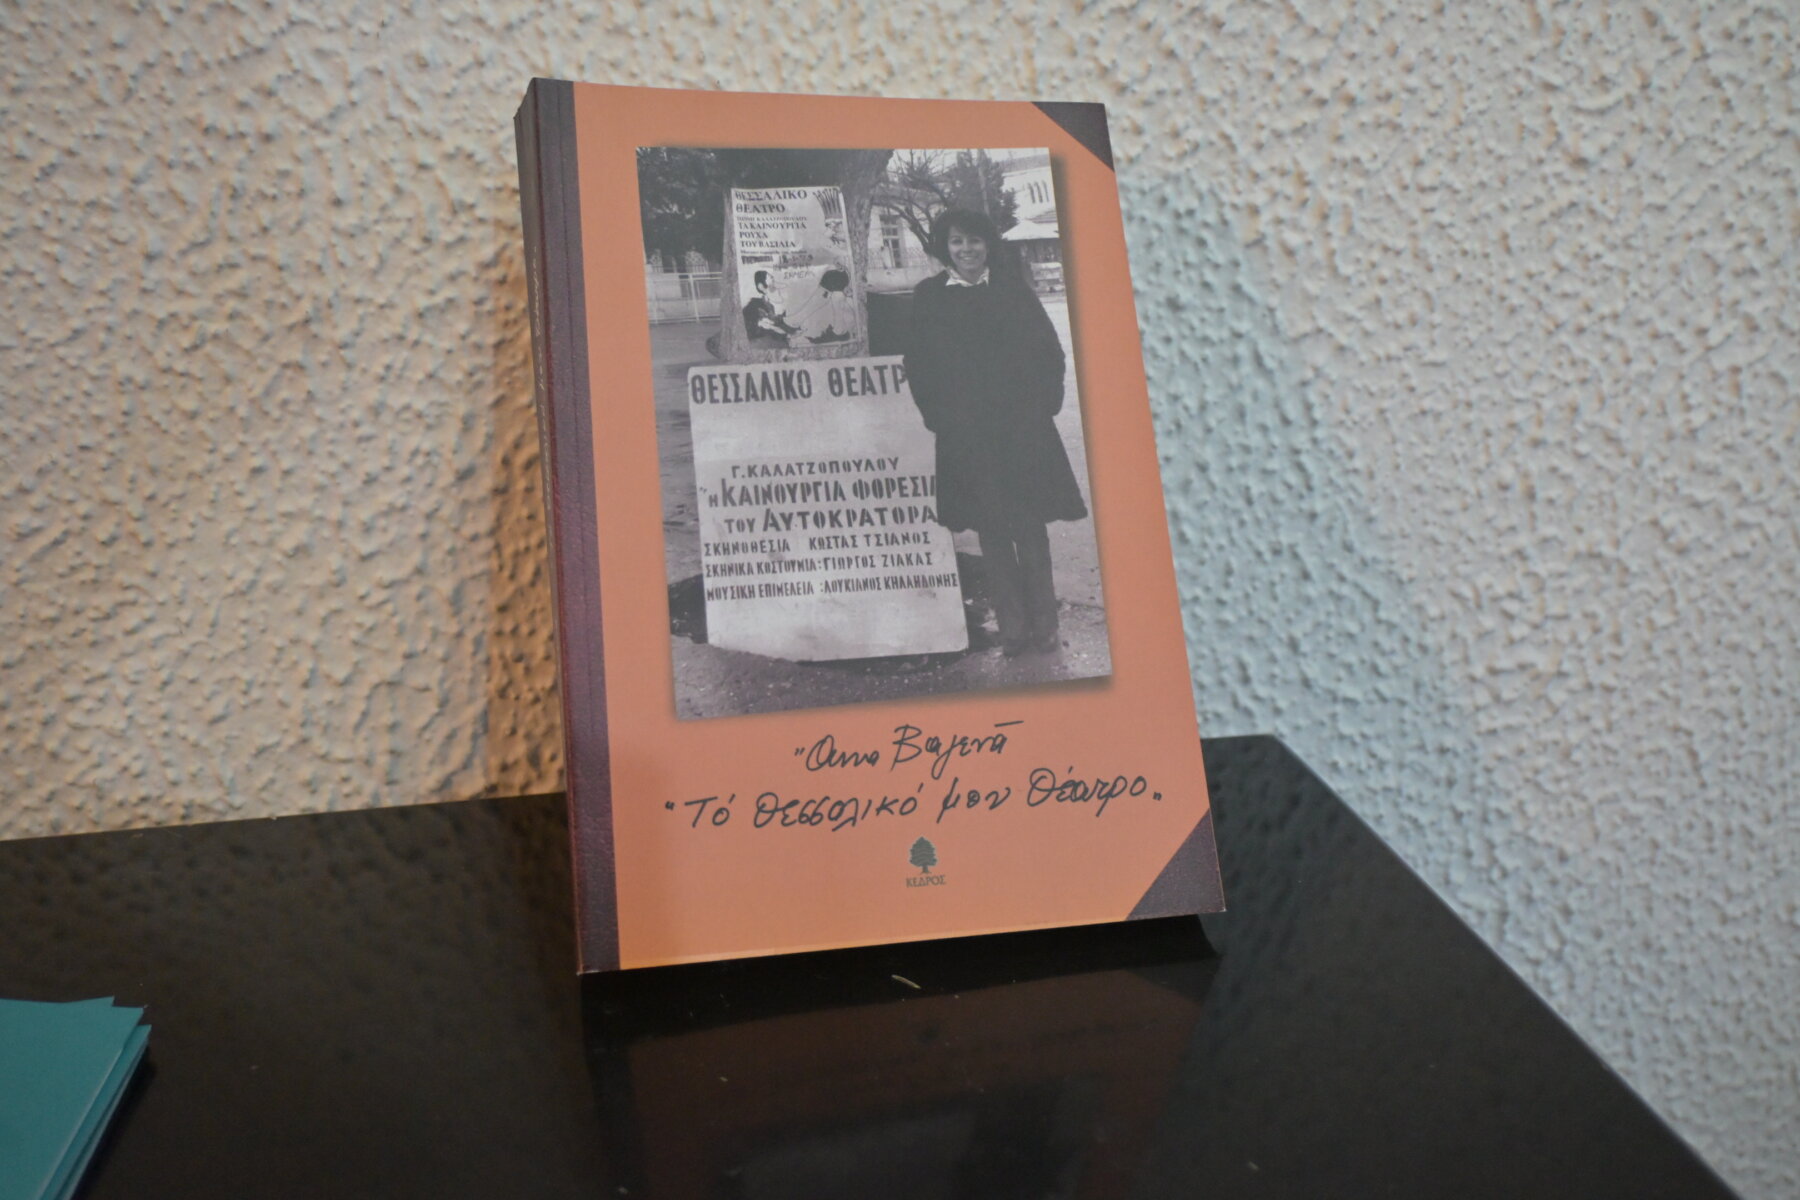 ΘΕΣΣΑΛΙΚΟ
ΘΕΑΤΡΟ
ΤΑ ΚΑΙΝΟΥΡΓΙΑ
ΡΟΥΧΑ
ΤΟΥ ΒΑΣΙΛΙΑ
ΘΕΣΣΑΛΙΚΟ ΘΕΑΤΡ
Γ. ΚΑΛΑΤΖΟΠΟΥΛΟΥ
"Η ΚΑΙΝΟΥΡΓΙΑ ΦΟΡΕΣΙΑ
ΤΟΥ ΑΥΤΟΚΡΑΤΟΡΑ
ΣΚΗΝΟΘΕΣΙΑ ΚΩΣΤΑΣ ΤΣΙΑΝΟΣ
ΣΚΗΝΙΚΑ ΚΟΣΤΟΥΜΙΑ: ΓΙΩΡΓΟΣ ΖΙΑΚΑΣ
ΜΟΥΣΙΚΗ ΕΠΙΜΕΛΕΙΑ: ΛΟΥΚΙΑΝΟΣ ΚΗΛΑΗΔΟΝΗΣ
"Άννα Βαγενά
"Τό Θεσσαλικό μου Θέατρο"
ΚΕΔΡΟΣ